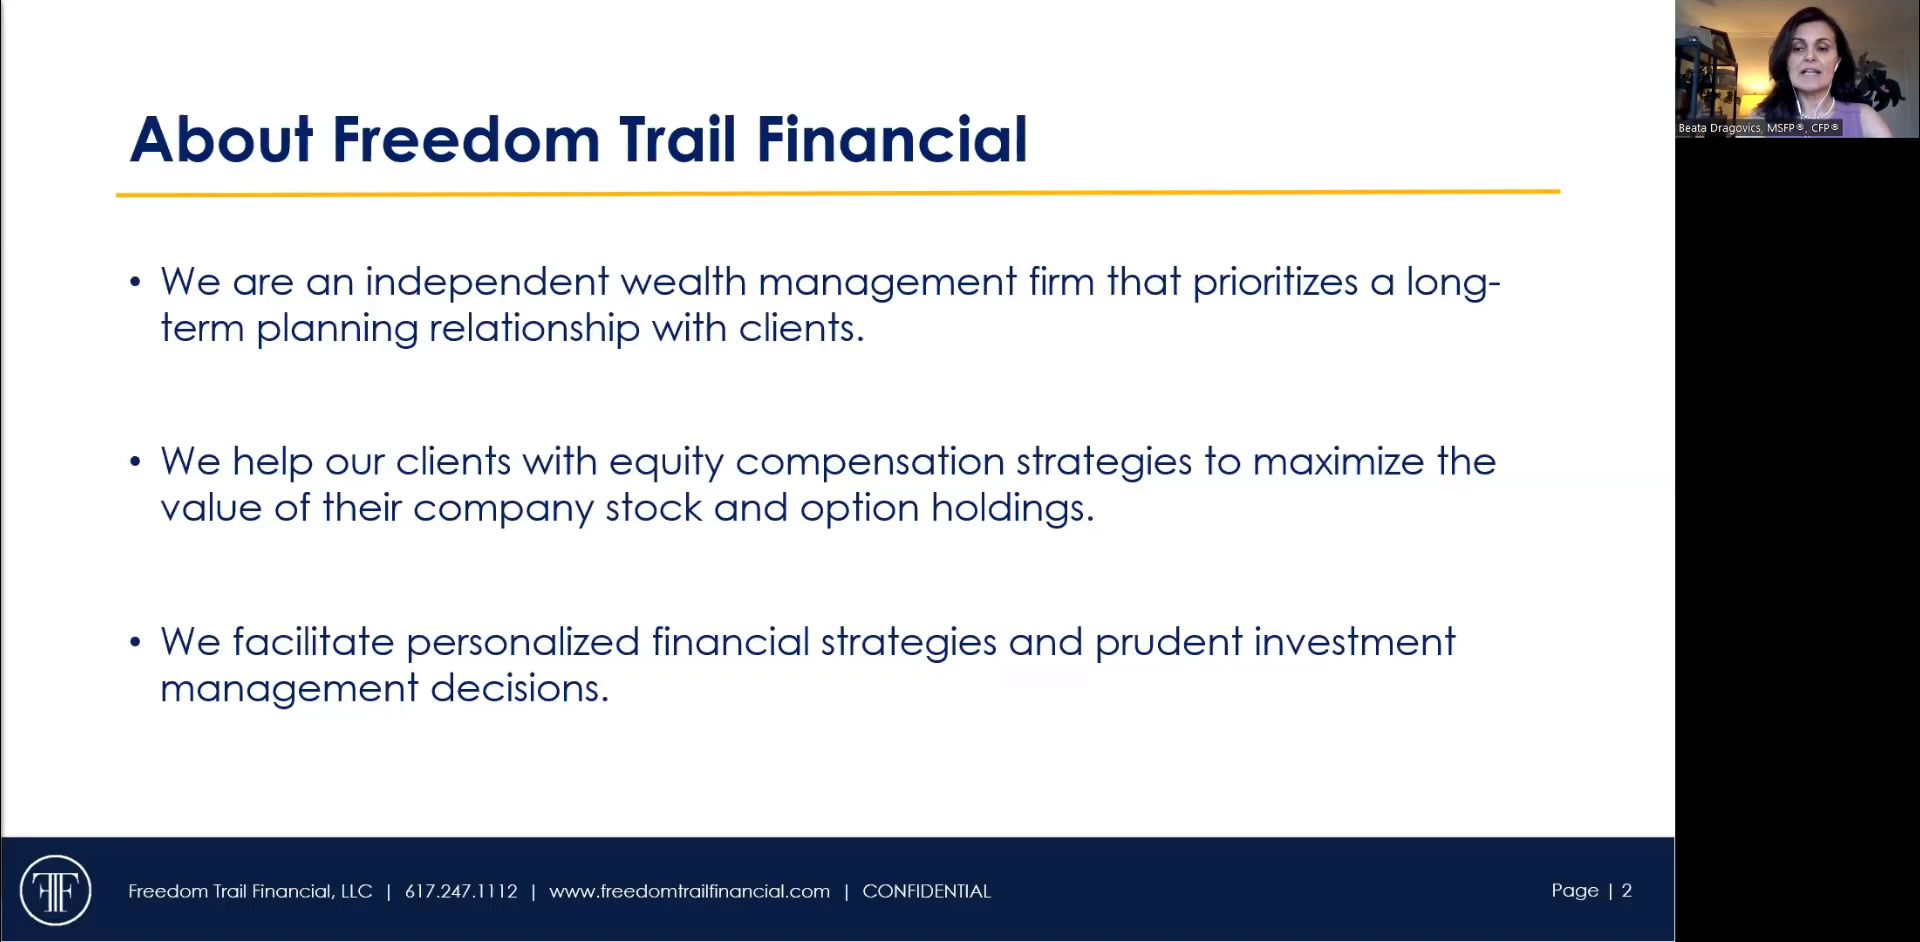 About Freedom Trail Financial
• We are an independent wealth management firm that prioritizes a long-
term planning relationship with clients.
• We help our clients with equity compensation strategies to maximize the
value of their company stock and option holdings.
• We facilitate personalized financial strategies and prudent investment
management decisions.
Freedom Trail Financial, LLC | 617.247.1112 | www.freedomtrailfinancial.com | CONFIDENTIAL
Page | 2
Beata Dragovics, MSFP®, CFP®